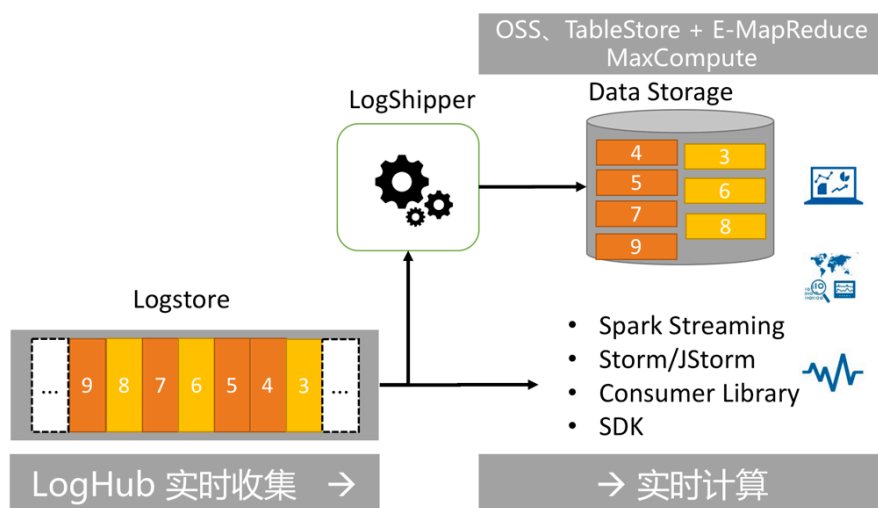 OSS、TableStore + E-MapReduce
MaxCompute
LogShipper
Data Storage
4
3
5
6
7
8
9
Logstore
... 9 8 7 6 5 4 3 ...
• Spark Streaming
• Storm/JStorm
• Consumer Library
• SDK
LogHub 实时收集 →
→ 实时计算